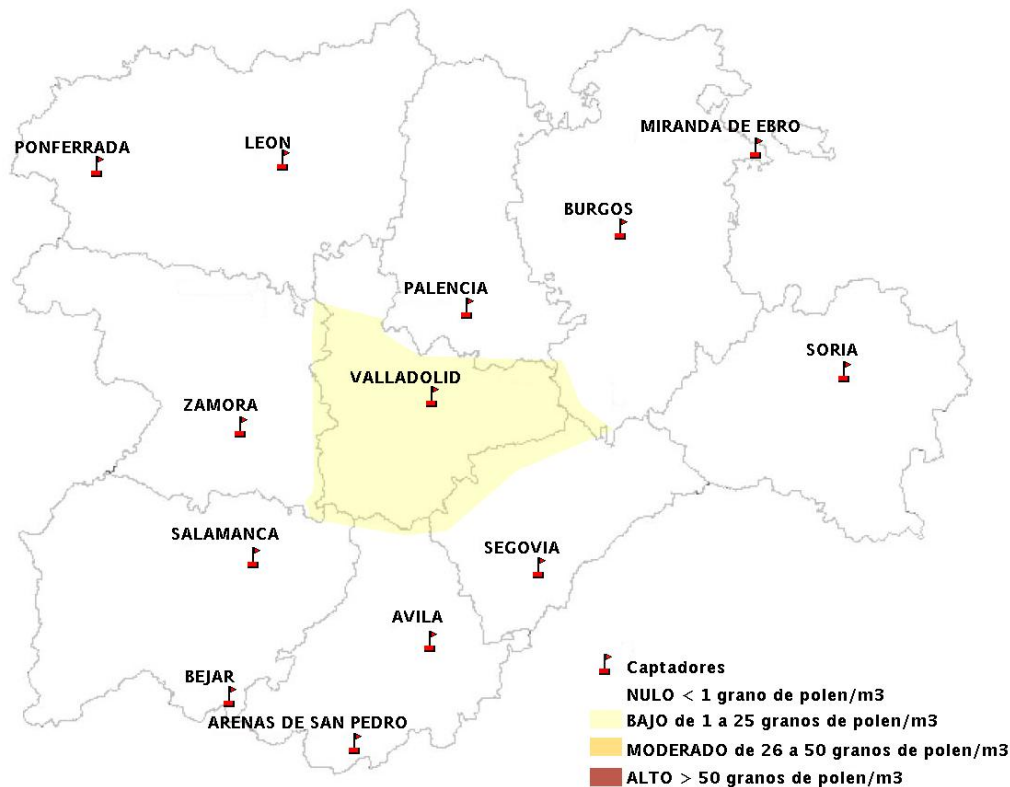 MIRANDA DE EBRO
PONFERRADA
LEON
BURGOS
PALENCIA
SORIA
VALLADOLID
ZAMORA
SALAMANCA
SEGOVIA
AVILA
BEJAR
ARENAS DE SAN PEDRO
Captadores
NULO < 1 grano de polen/m3
BAJO de 1 a 25 granos de polen/m3
MODERADO de 26 a 50 granos de polen/m3
ALTO > 50 granos de polen/m3